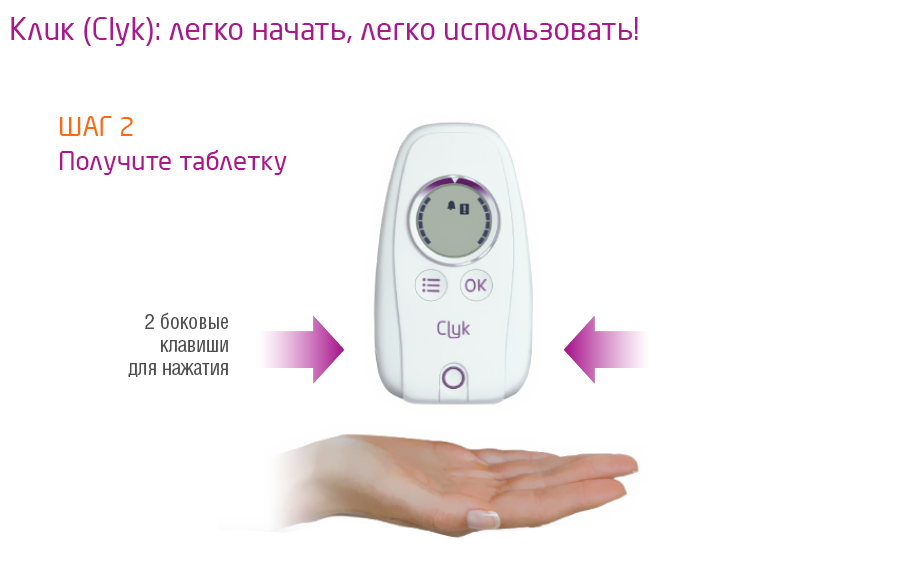 Клик (Clyk): легко начать, легко использовать!
ШАГ 2
Получите таблетку
2 боковые
клавиши
для нажатия
OK
Clyk